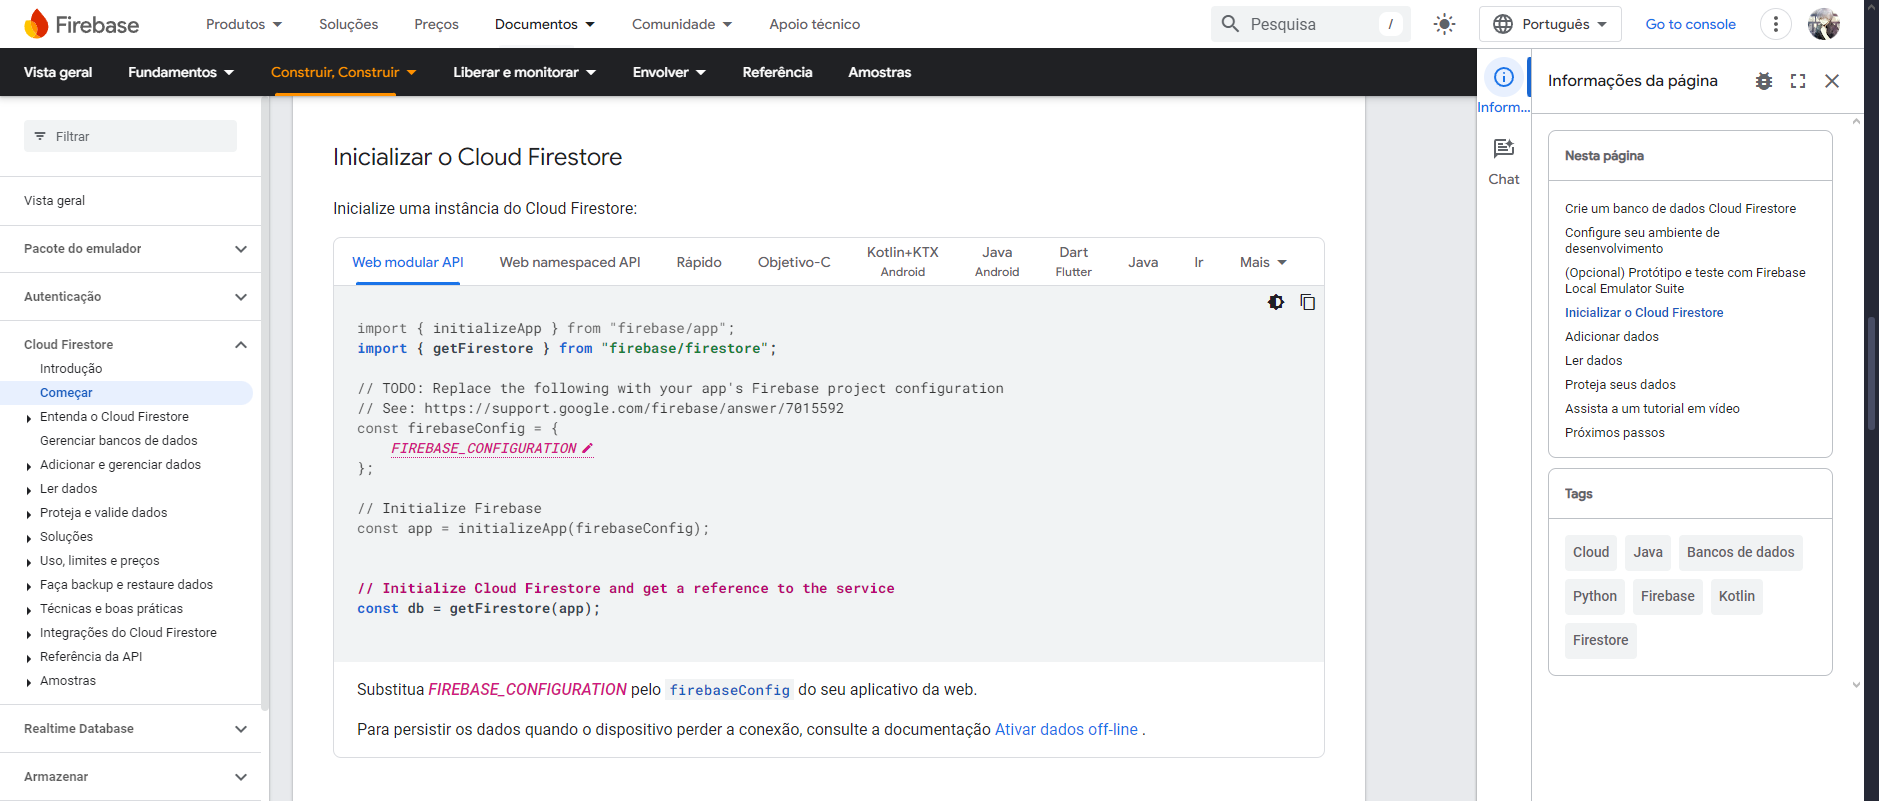 Firebase
Produtos
Soluções
Preços
Documentos
Comunidade
Apoio técnico
Pesquisa
/
Português
Go to console
Vista geral
Fundamentos
Construir, Construir
Liberar e monitorar
Envolver
Referência
Amostras
Filtrar
Vista geral
Pacote do emulador
Autenticação
Cloud Firestore
Introdução
Começar
Entenda o Cloud Firestore
Gerenciar bancos de dados
Adicionar e gerenciar dados
Ler dados
Proteja e valide dados
Soluções
Uso, limites e preços
Faça backup e restaure dados
Técnicas e boas práticas
Integrações do Cloud Firestore
Referência da API
Amostras
Realtime Database
Armazenar
Inicializar o Cloud Firestore
Inicialize uma instância do Cloud Firestore:
Web modular API
Web namespaced API
Rápido
Objetivo-C
Kotlin+KTX
Android
Java
Android
Dart
Flutter
Java
Ir
Mais
import { initializeApp } from "firebase/app";
import { getFirestore } from "firebase/firestore";
// TODO: Replace the following with your app's Firebase project configuration
// See: https://support.google.com/firebase/answer/7015592
const firebaseConfig = {
FIREBASE_CONFIGURATION
};
// Initialize Firebase
const app = initializeApp(firebaseConfig);
// Initialize Cloud Firestore and get a reference to the service
const db = getFirestore(app);
Substitua FIREBASE_CONFIGURATION pelo firebaseConfig do seu aplicativo da web.
Para persistir os dados quando o dispositivo perder a conexão, consulte a documentação Ativar dados off-line .
Inform...
Chat
Informações da página
Nesta página
Crie um banco de dados Cloud Firestore
Configure seu ambiente de
desenvolvimento
(Opcional) Protótipo e teste com Firebase
Local Emulator Suite
Inicializar o Cloud Firestore
Adicionar dados
Ler dados
Proteja seus dados
Assista a um tutorial em vídeo
Próximos passos
Tags
Cloud
Java
Bancos de dados
Python
Firebase
Kotlin
Firestore